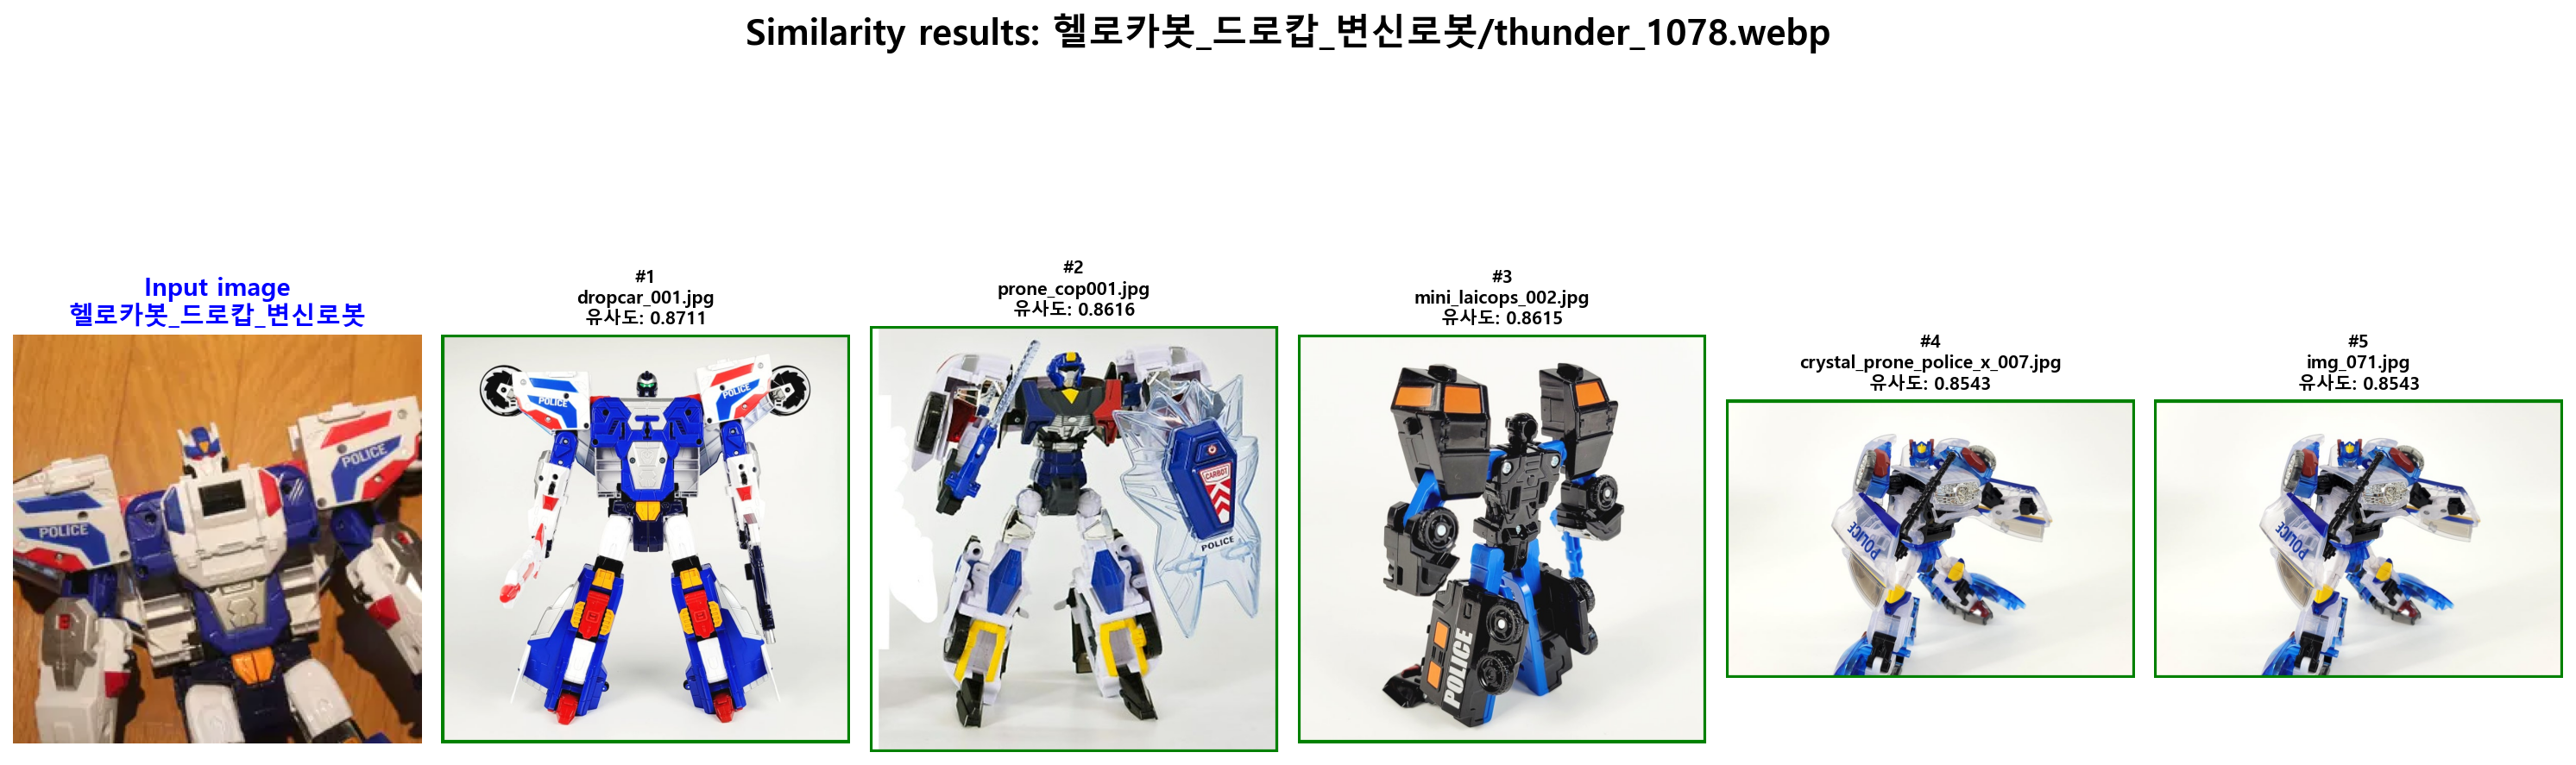 Similarity results: 헬로카봇_드로캅_변신로봇/thunder_1078.webp
Input image
헬로카봇_드로캅_변신로봇
POLICE
POLICE
#1
dropcar_001.jpg
유사도: 0.8711
POLICE
POLICE
#2
prone_cop001.jpg
유사도: 0.8616
CARBOT
POLICE
#3
mini_laicops_002.jpg
유사도: 0.8615
POLICE
#4
crystal_prone_police_x_007.jpg
유사도: 0.8543
POLICE
#5
img_071.jpg
유사도: 0.8543
POLICE